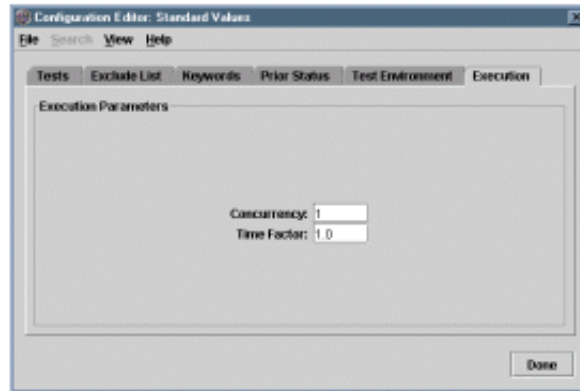 Configuration Editor: Standard Values
File Search View Help
Tests Exclude List Keywords Prior Status Test Environment Execution
Execution Parameters
Concurrency: 1
Time Factor: 1.0
Done